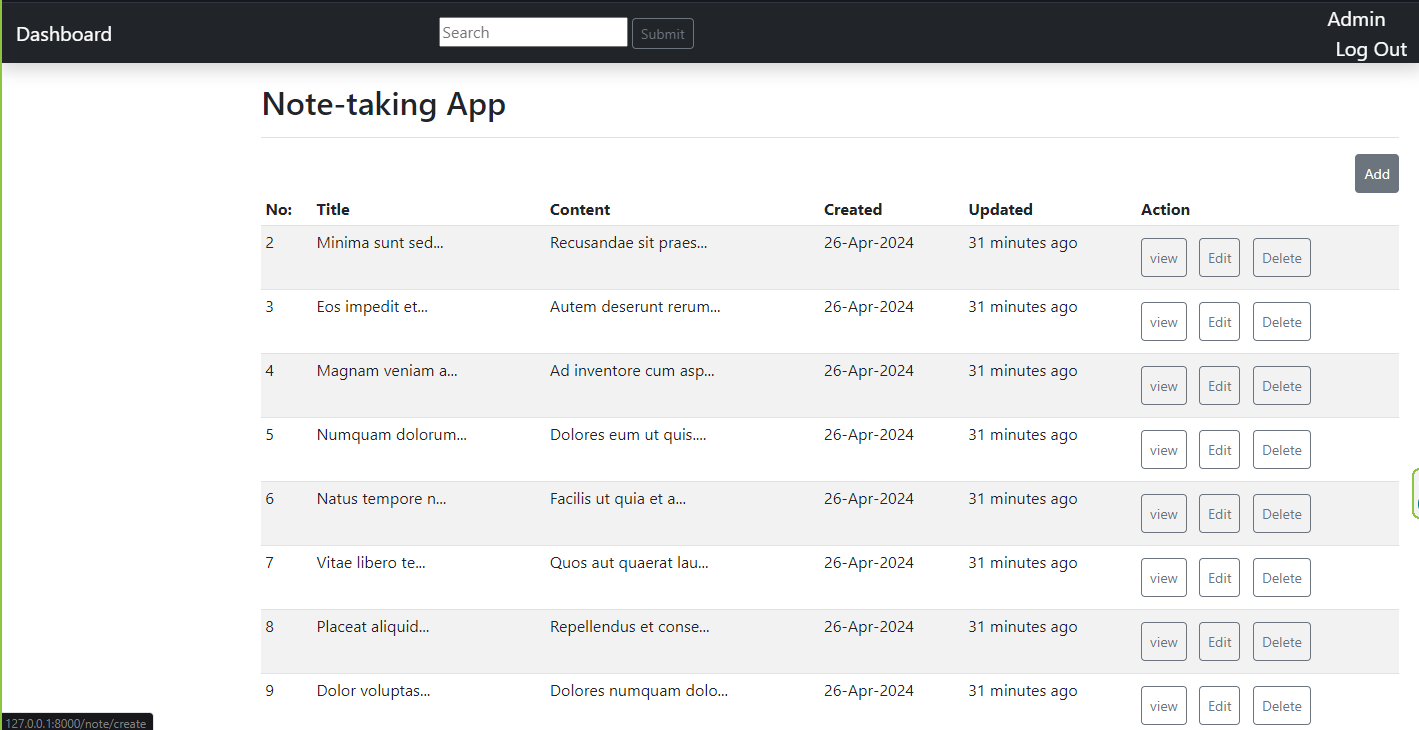 Dashboard Search Submit Admin
Log Out
Note-taking App
Add
No: Title Content Created Updated Action
2 Minima sunt sed... Recusandae sit praes... 26-Apr-2024 31 minutes ago view Edit Delete
3 Eos impedit et... Autem deserunt rerum... 26-Apr-2024 31 minutes ago view Edit Delete
4 Magnam veniam a... Ad inventore cum asp... 26-Apr-2024 31 minutes ago view Edit Delete
5 Numquam dolorum... Dolores eum ut quis.... 26-Apr-2024 31 minutes ago view Edit Delete
6 Natus tempore n... Facilis ut quia et a... 26-Apr-2024 31 minutes ago view Edit Delete
7 Vitae libero te... Quos aut quaerat lau... 26-Apr-2024 31 minutes ago view Edit Delete
8 Placeat aliquid... Repellendus et conse... 26-Apr-2024 31 minutes ago view Edit Delete
9 Dolor voluptas... Dolores numquam dolo... 26-Apr-2024 31 minutes ago view Edit Delete
127.0.0.1:8000/note/create